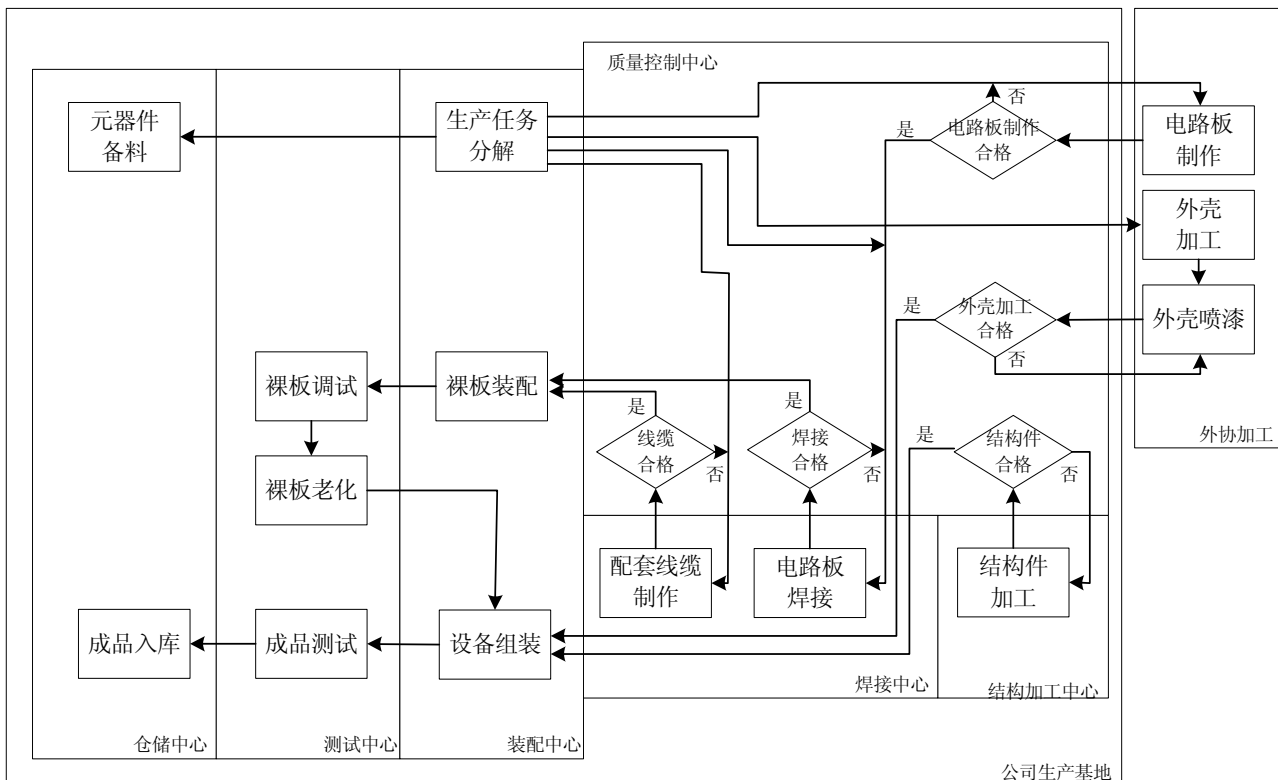 质量控制中心
元器件
备料
生产任务
分解
是
否
电路板制作
合格
电路板
制作
外壳
加工
是
外壳加工
合格
否
外壳喷漆
裸板调试
裸板装配
是
线缆
合格
否
是
焊接
合格
否
是
结构件
合格
否
外协加工
裸板老化
配套线缆
制作
电路板
焊接
结构件
加工
成品入库
成品测试
设备组装
焊接中心
结构加工中心
仓储中心
测试中心
装配中心
公司生产基地